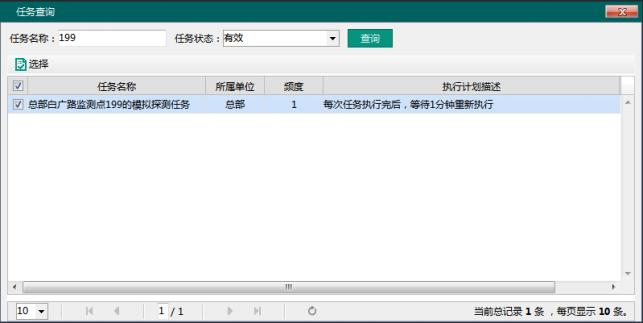 任务查询
任务名称：199 任务状态：有效 查询
选择
任务名称 所属单位 频度 执行计划描述
总部白广路监测点199的模拟探测任务 总部 1 每次任务执行完后，等待1分钟重新执行
10 1 / 1 当前总记录 1 条 ，每页显示 10 条。